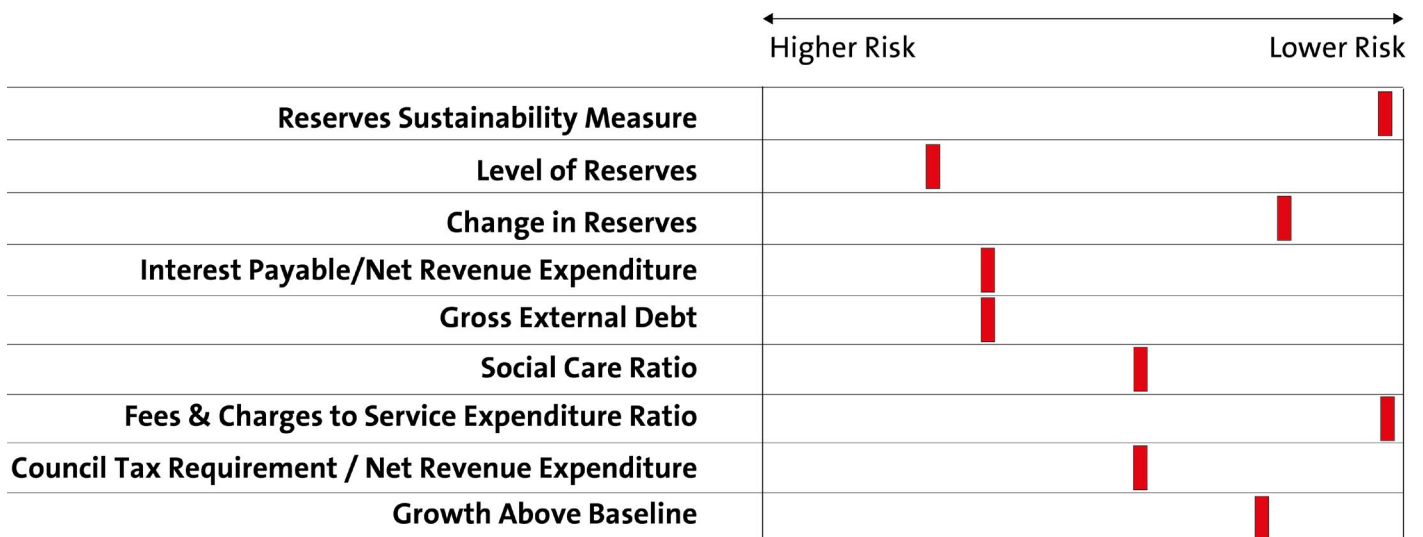 Higher Risk Lower Risk
Reserves Sustainability Measure
Level of Reserves
Change in Reserves
Interest Payable/Net Revenue Expenditure
Gross External Debt
Social Care Ratio
Fees & Charges to Service Expenditure Ratio
Council Tax Requirement / Net Revenue Expenditure
Growth Above Baseline